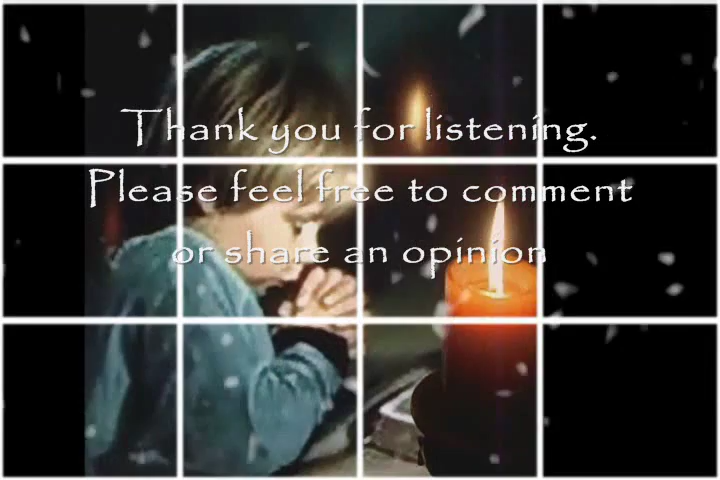 Thank you for listening.
Please feel free to comment
or share an opinion